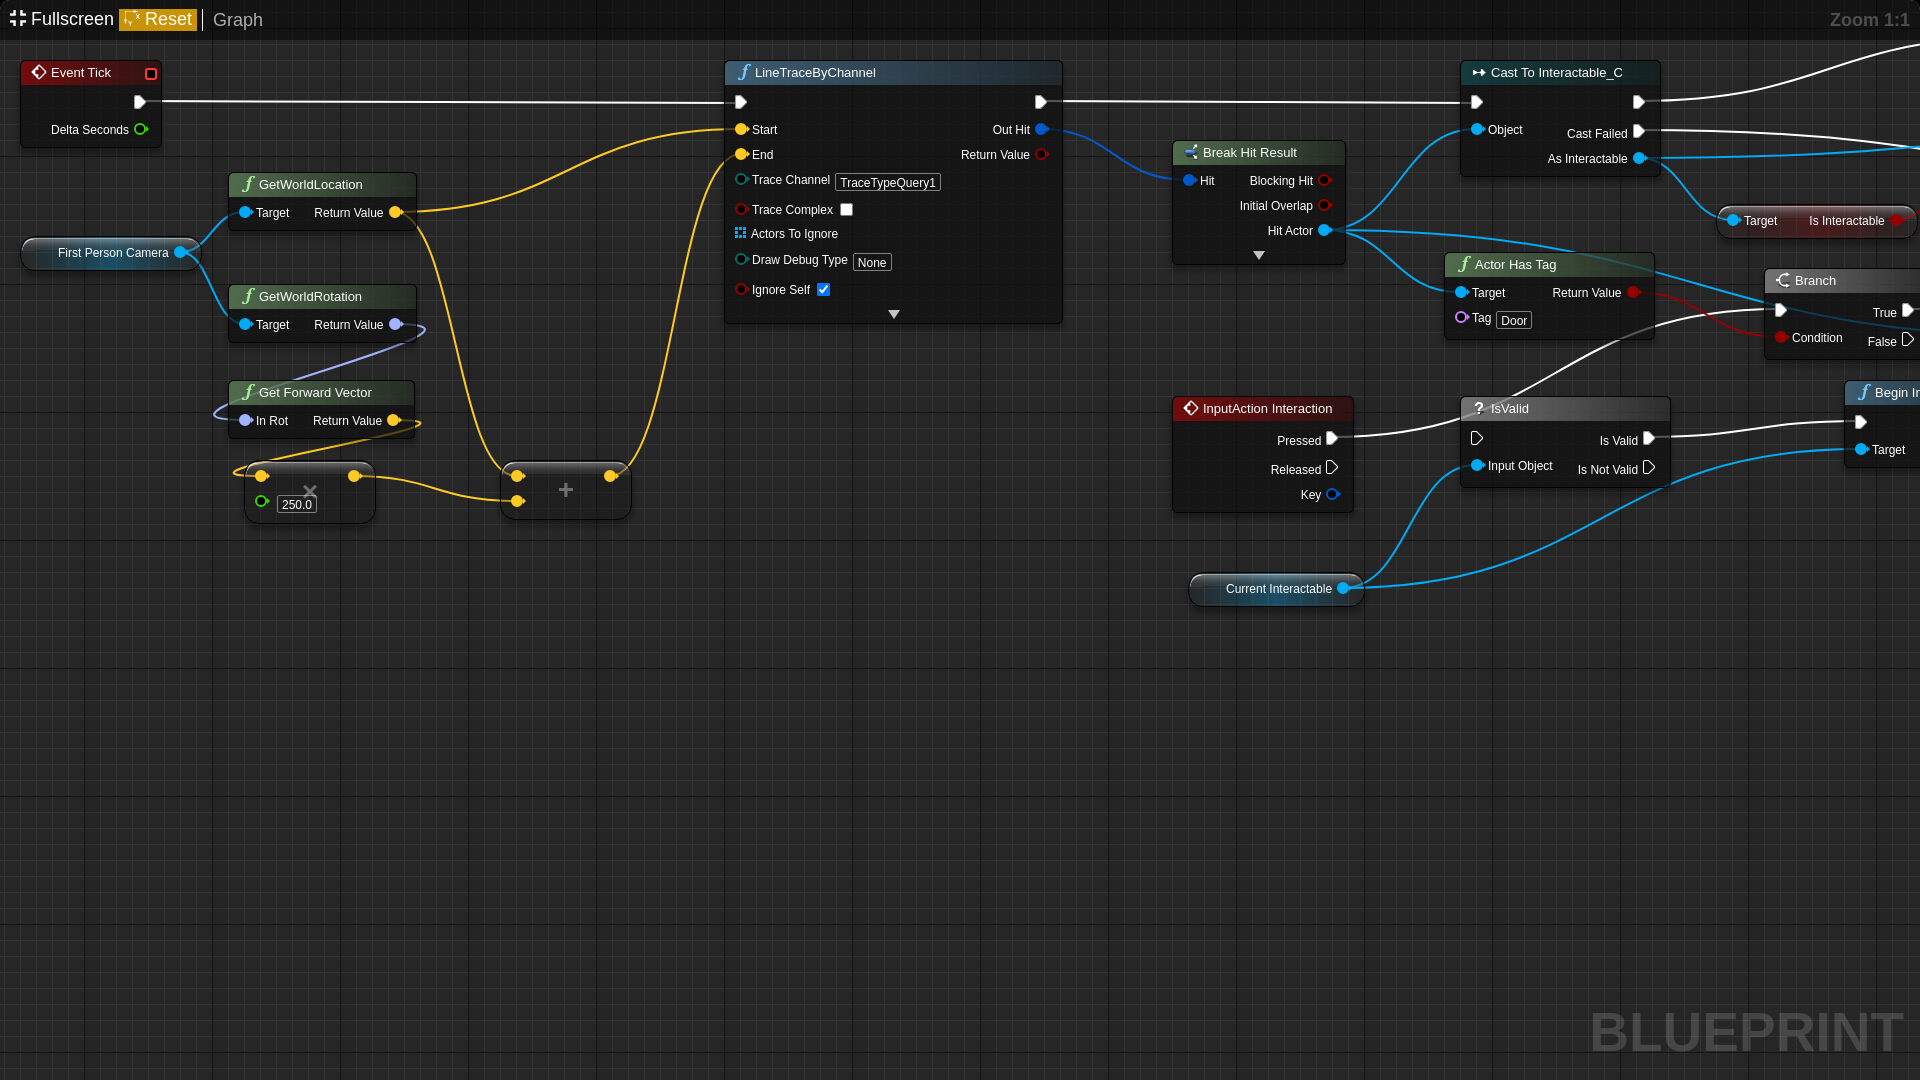 Fullscreen Reset Graph
Zoom 1:1
Event Tick
Delta Seconds
First Person Camera
GetWorldLocation
Target Return Value
GetWorldRotation
Target Return Value
Get Forward Vector
In Rot Return Value
×
250.0
+
LineTraceByChannel
Start Out Hit
End Return Value
Trace Channel TraceTypeQuery1
Trace Complex
Actors To Ignore
Draw Debug Type None
Ignore Self
Break Hit Result
Hit Blocking Hit
Initial Overlap
Hit Actor
Cast To Interactable_C
Object Cast Failed
As Interactable
Target Is Interactable
Actor Has Tag
Target Return Value
Tag Door
Branch
True
Condition False
InputAction Interaction
Pressed
Released
Key
? IsValid
Is Valid
Input Object Is Not Valid
Begin
Target
Current Interactable
BLUEPRINT